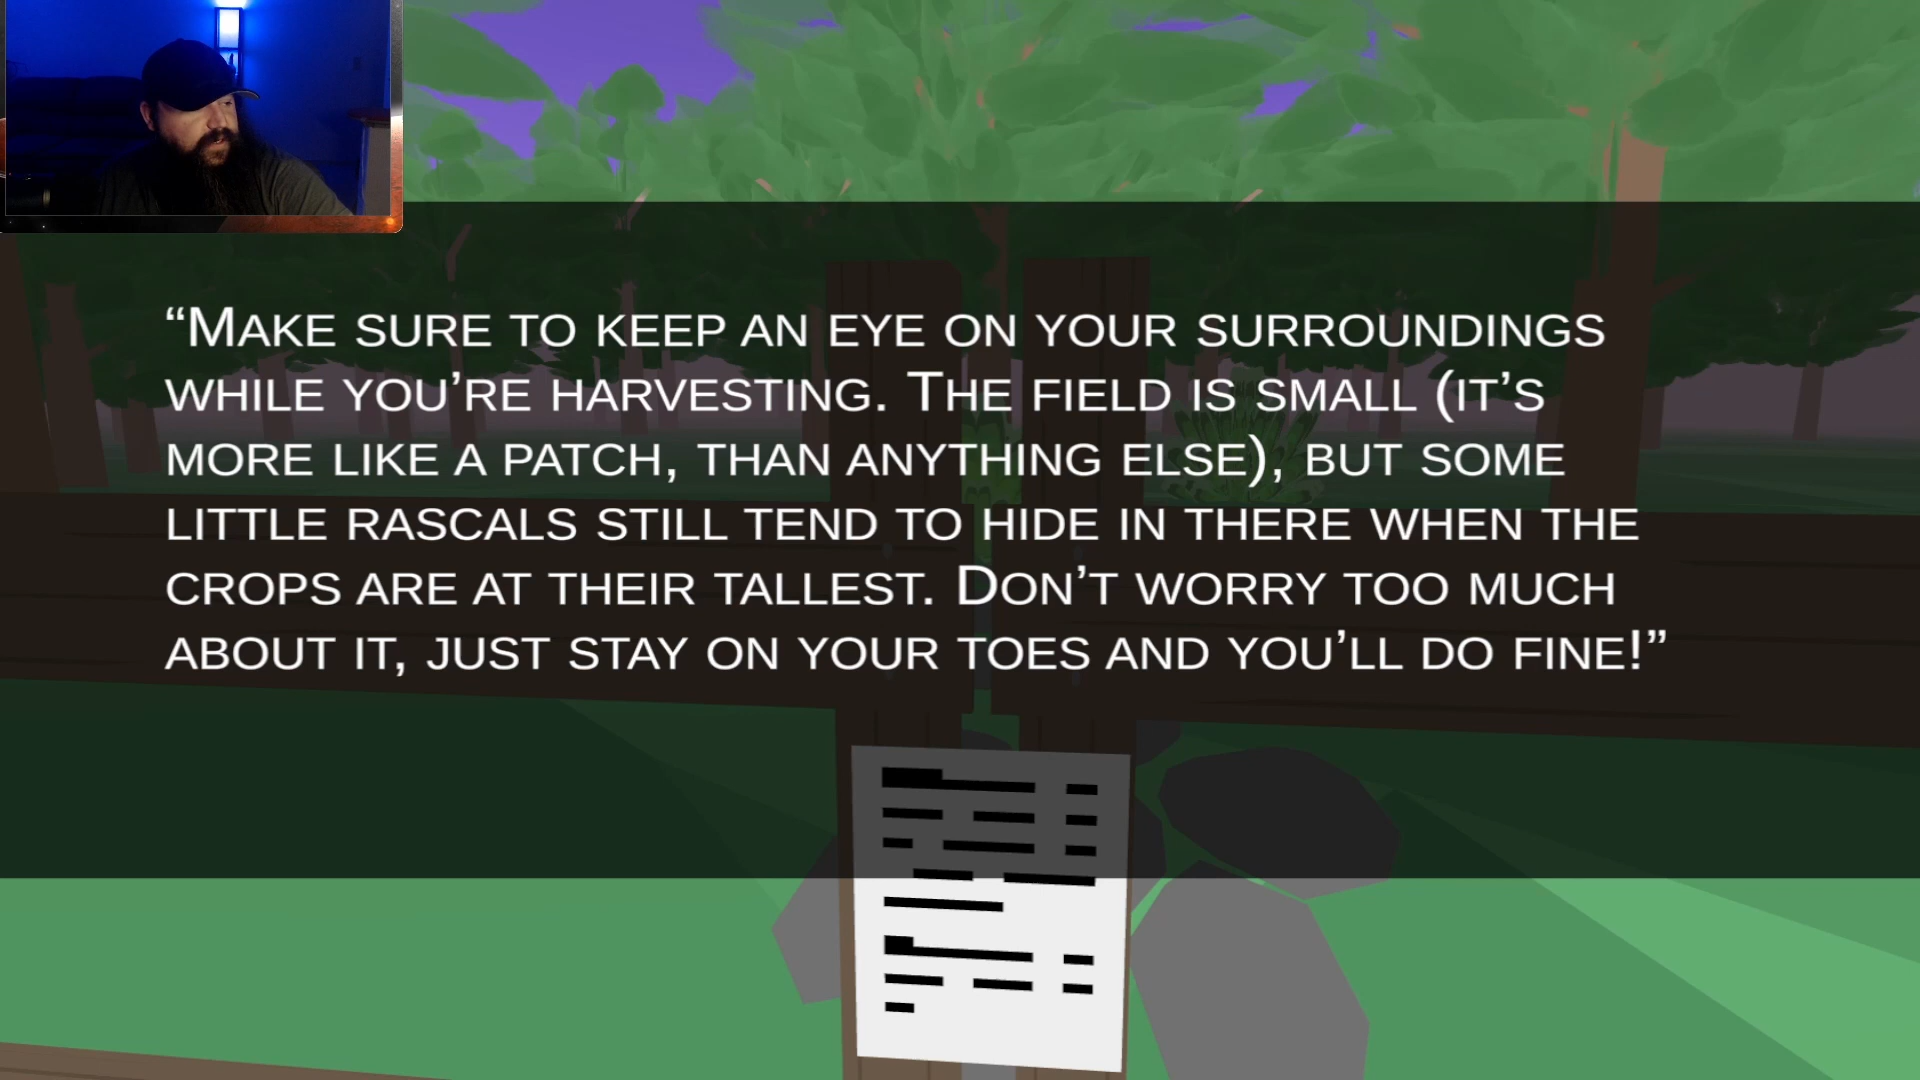 “Make sure to keep an eye on your surroundings
while you’re harvesting. The field is small (it’s
more like a patch, than anything else), but some
little rascals still tend to hide in there when the
crops are at their tallest. Don’t worry too much
about it, just stay on your toes and you’ll do fine!”